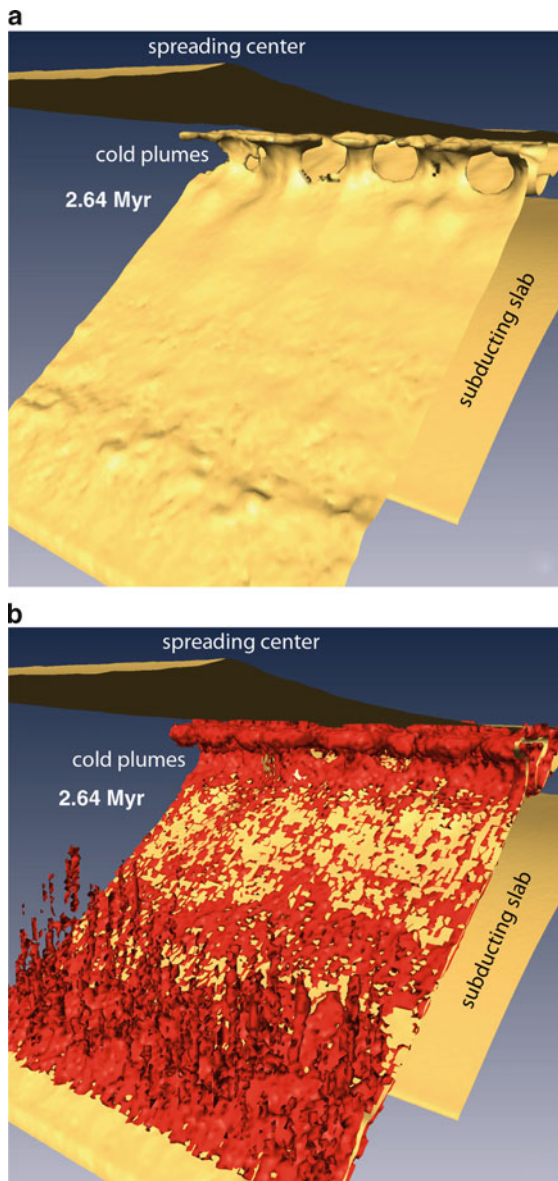 a
spreading center
cold plumes
2.64 Myr
subducting slab
b
spreading center
cold plumes
2.64 Myr
subducting slab